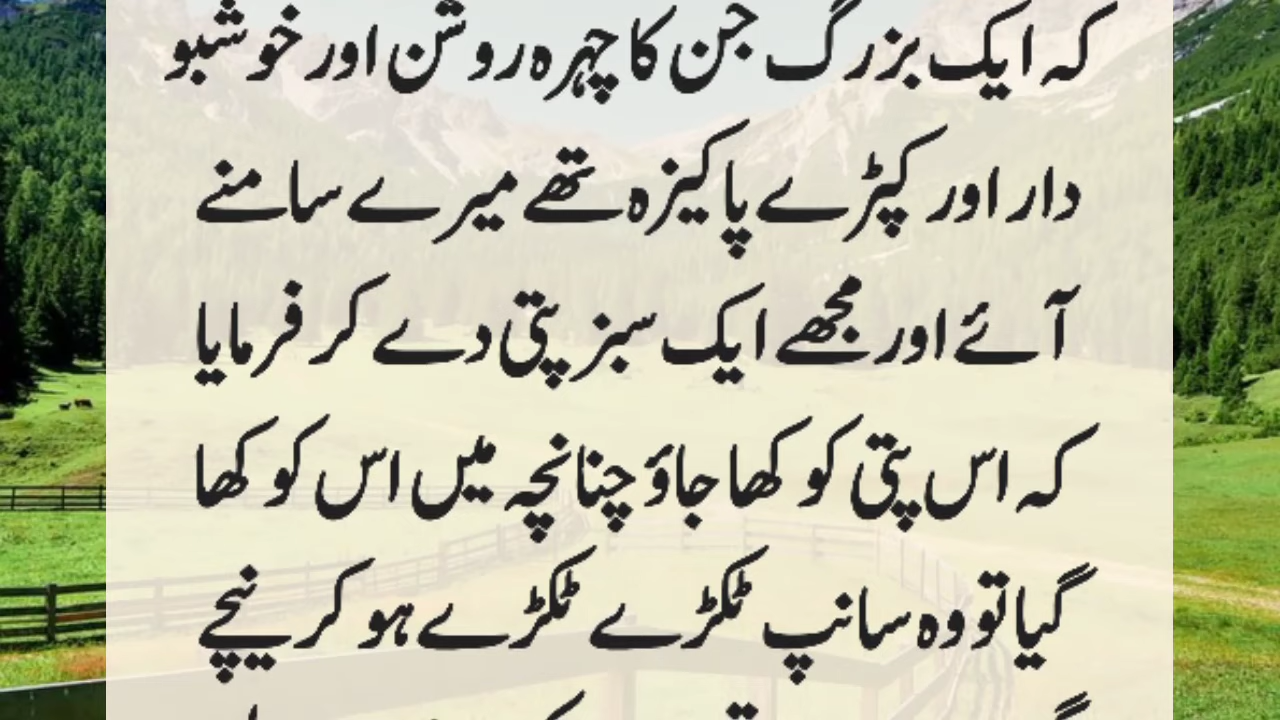 کہ ایک بزرگ جن کا چہرہ روشن اور خوشبو
دار اور کپڑے پاکیزہ تھے میرے سامنے
آئے اور مجھے ایک سبز پتی دے کر فرمایا
کہ اس پتی کو کھا جاؤ چنانچہ میں اس کو کھا
گیا تو وہ سانپ ٹکڑے ٹکڑے ہو کر نیچے